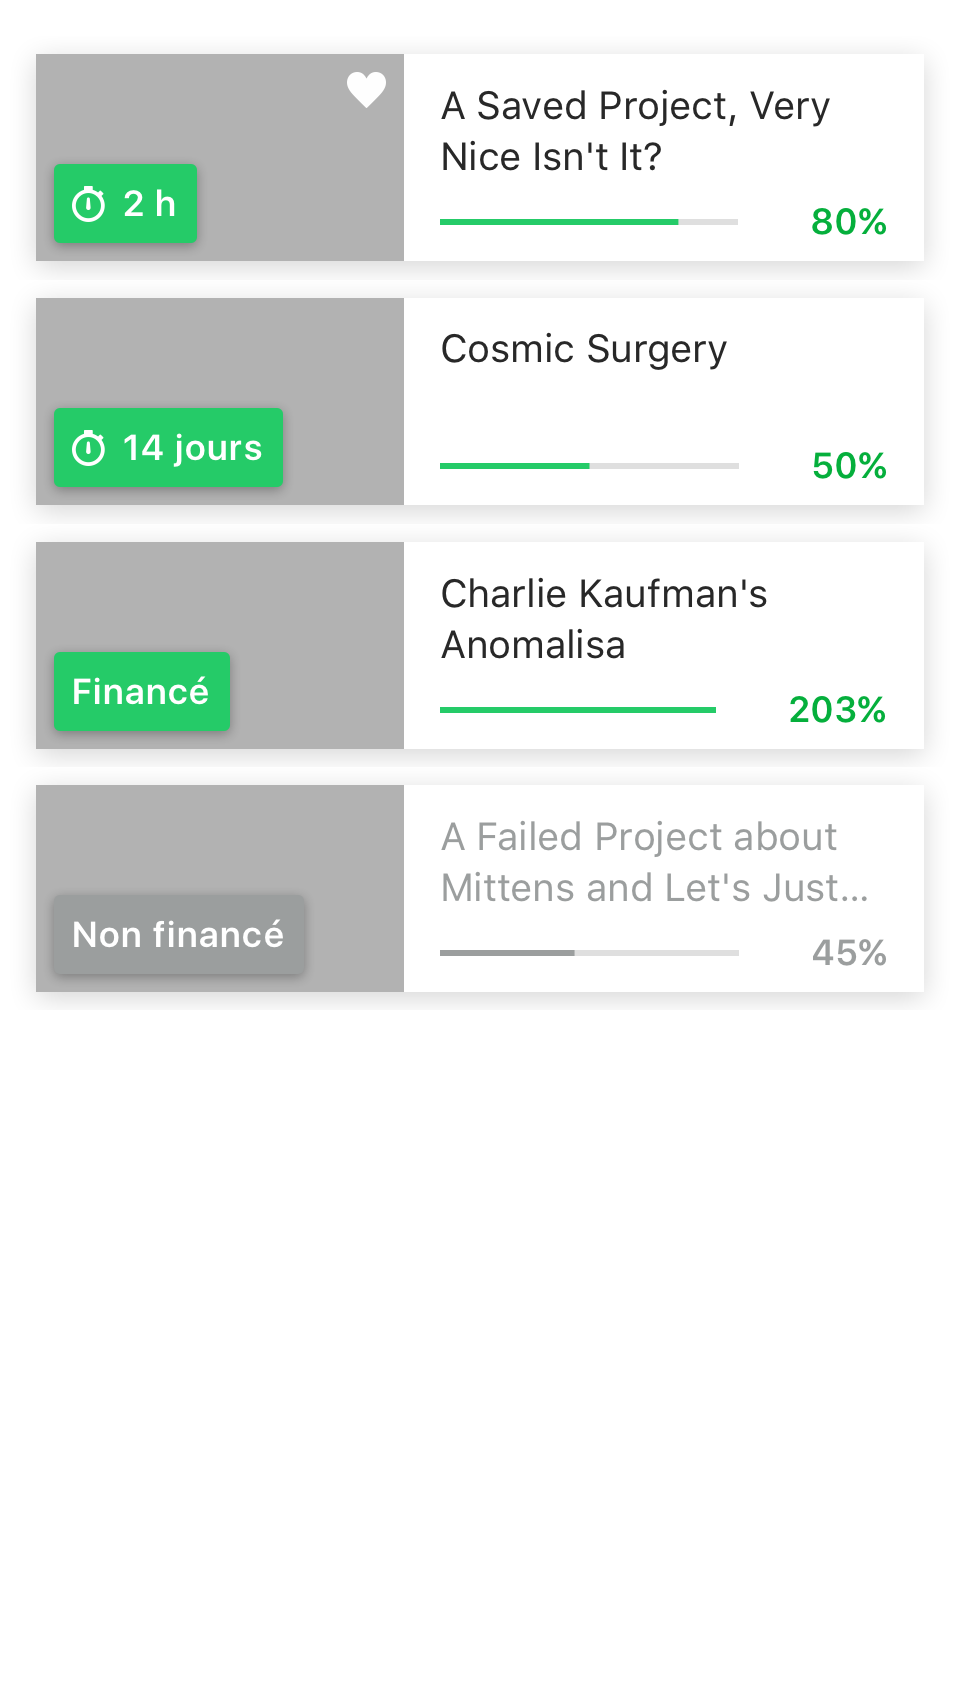 2 h
A Saved Project, Very
Nice Isn't It?
80%
14 jours
Cosmic Surgery
50%
Financé
Charlie Kaufman's
Anomalisa
203%
Non financé
A Failed Project about
Mittens and Let's Just...
45%